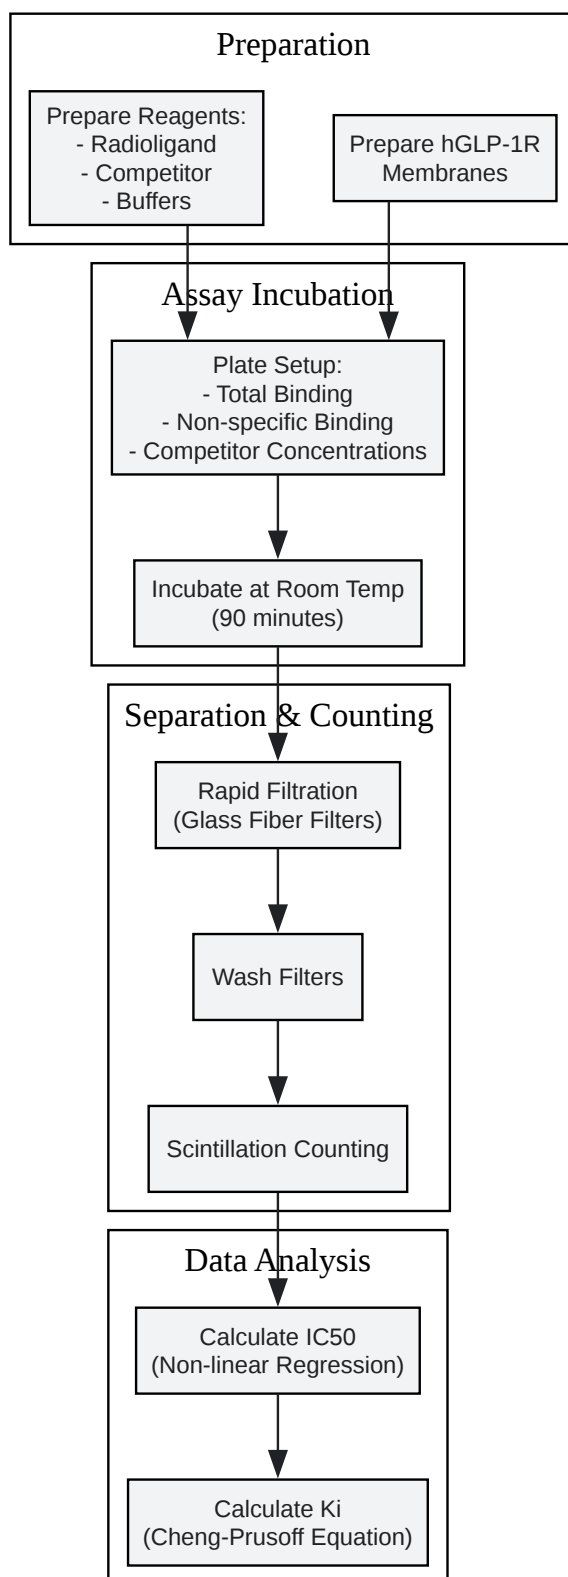 Preparation
Prepare Reagents:
- Radioligand
- Competitor
- Buffers
Prepare hGLP-1R
Membranes
Assay Incubation
Plate Setup:
- Total Binding
- Non-specific Binding
- Competitor Concentrations
Incubate at Room Temp
(90 minutes)
Separation & Counting
Rapid Filtration
(Glass Fiber Filters)
Wash Filters
Scintillation Counting
Data Analysis
Calculate IC50
(Non-linear Regression)
Calculate Ki
(Cheng-Prusoff Equation)